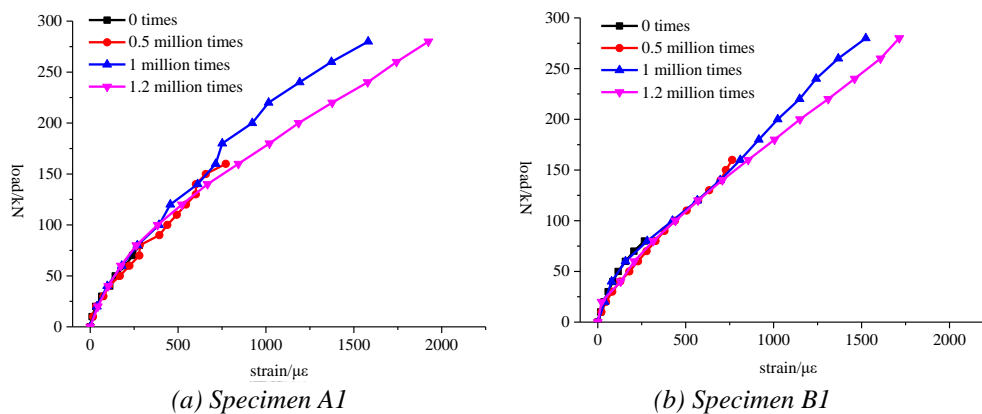 300
250
200
150
100
50
0
load/kN
0 times
0.5 million times
1 million times
1.2 million times
0 500 1000 1500 2000
strain/με
(a) Specimen A1
300
250
200
150
100
50
0
load/kN
0 times
0.5 million times
1 million times
1.2 million times
0 500 1000 1500 2000
strain/με
(b) Specimen B1